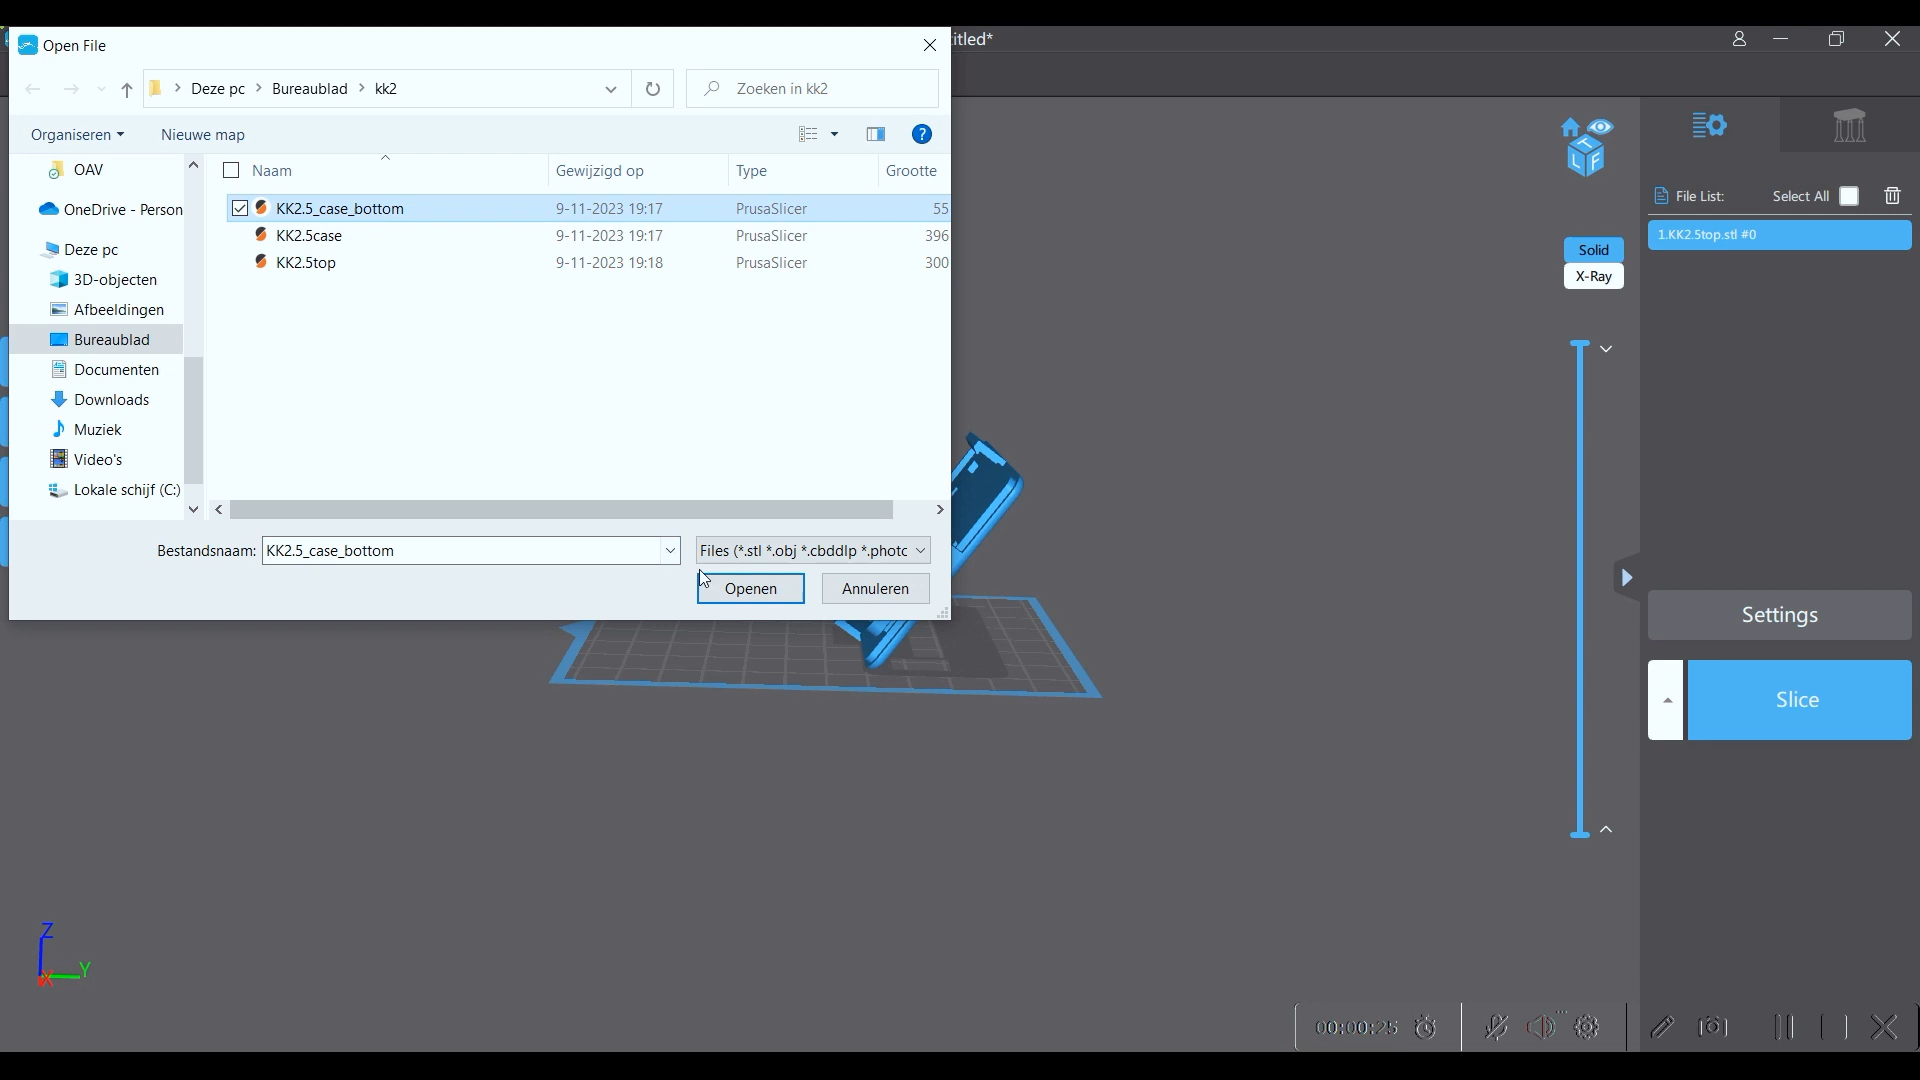 Open File
itled*
Deze pc > Bureaublad > kk2
Zoeken in kk2
Organiseren
Nieuwe map
Naam
Gewijzigd op
Type
Grootte
KK2.5_case_bottom 9-11-2023 19:17 PrusaSlicer 55
KK2.5case 9-11-2023 19:17 PrusaSlicer 396
KK2.5top 9-11-2023 19:18 PrusaSlicer 300
OAV
OneDrive - Person
Deze pc
3D-objecten
Afbeeldingen
Bureaublad
Documenten
Downloads
Muziek
Video's
Lokale schijf (C:)
Bestandsnaam: KK2.5_case_bottom
Files (*.stl *.obj *.cbddlp *.photc
Openen
Annuleren
T
L F
Solid
X-Ray
File List:
Select All
1.KK2.5top.stl #0
Settings
Slice
Z
Y
X
00:00:25